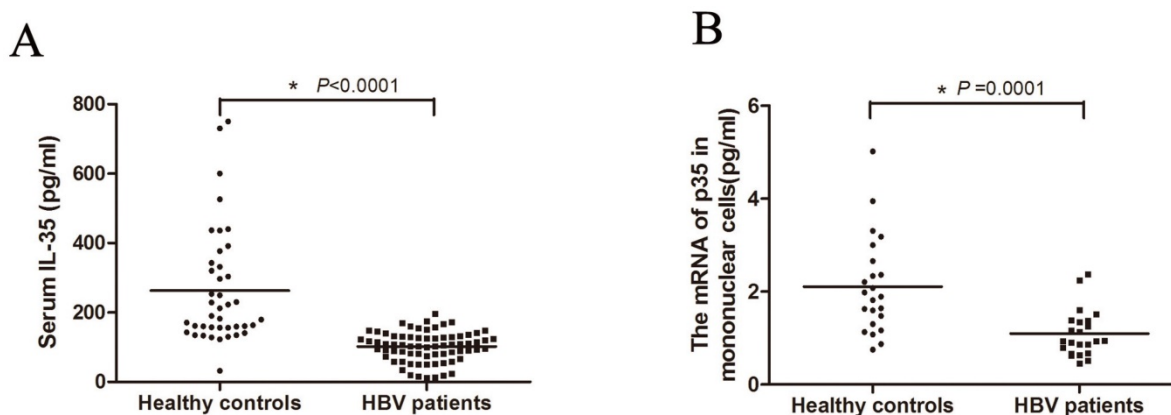 A
* P<0.0001
Serum IL-35 (pg/ml)
800
600
400
200
0
Healthy controls
HBV patients
B
* P =0.0001
The mRNA of p35 in
mononuclear cells(pg/ml)
6
4
2
0
Healthy controls
HBV patients